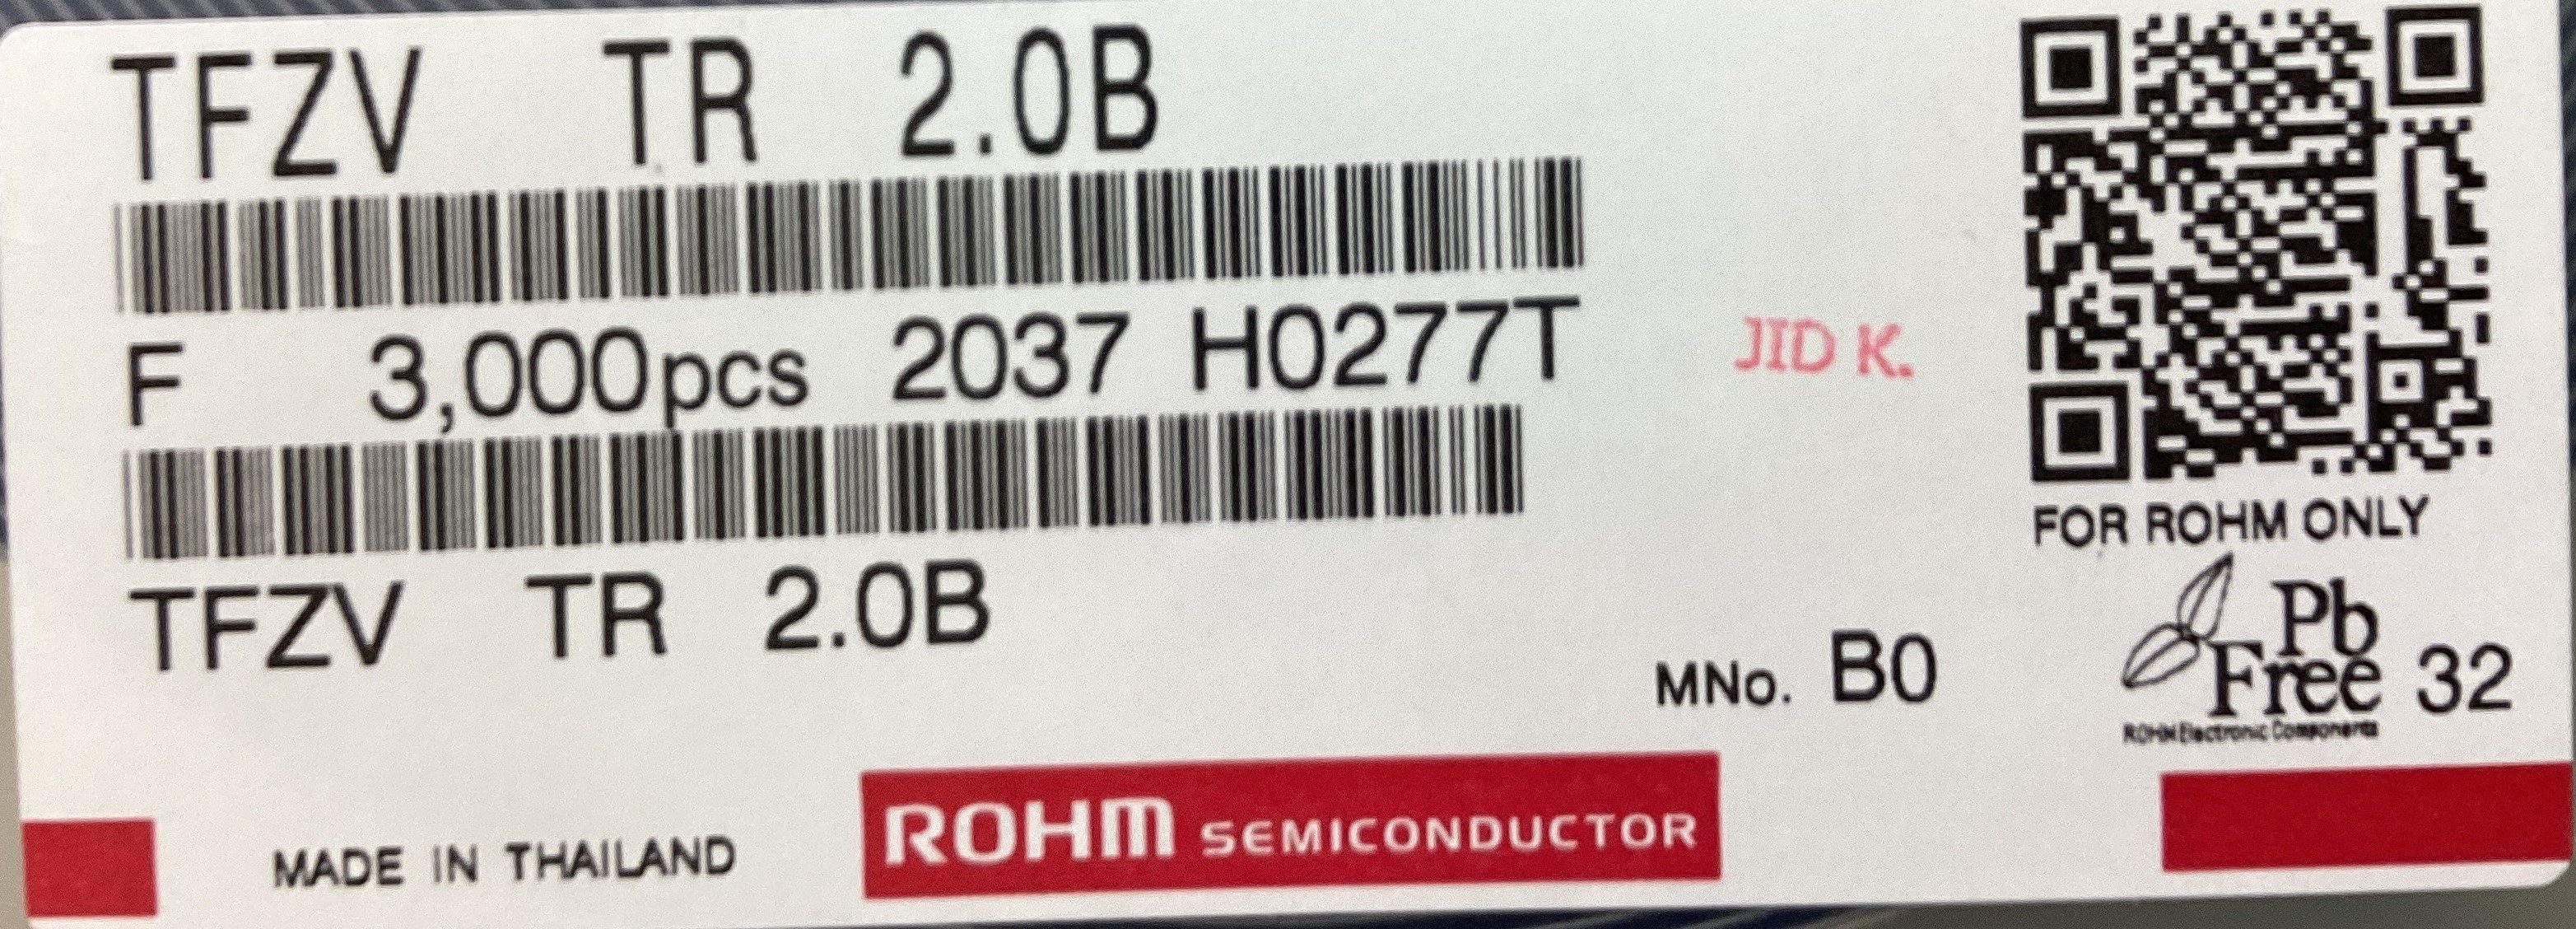 TFZV TR 2.0B
F 3,000pcs 2037 H0277T
JID K.
TFZV TR 2.0B
FOR ROHM ONLY
MNo. B0
Pb
Free 32
ROHM Electronic Components
MADE IN THAILAND
ROHM SEMICONDUCTOR